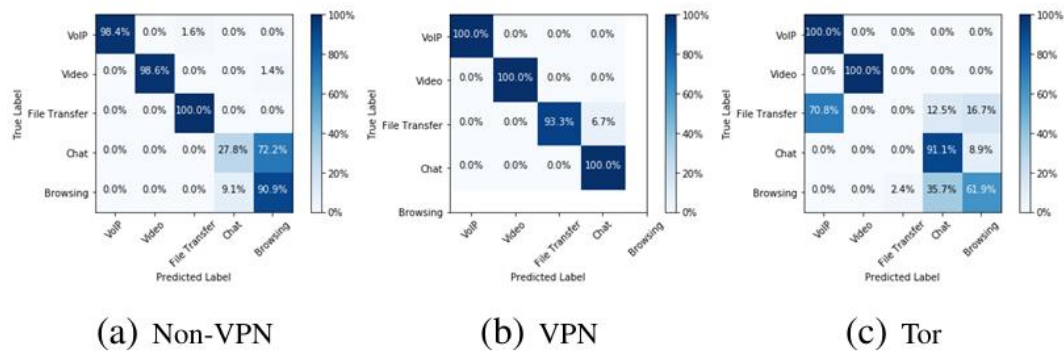 100%
VoIP 98.4% 0.0% 1.6% 0.0% 0.0%
80%
Video 0.0% 98.6% 0.0% 0.0% 1.4%
60%
File Transfer 0.0% 0.0% 100.0% 0.0% 0.0%
40%
Chat 0.0% 0.0% 0.0% 27.8% 72.2%
20%
Browsing 0.0% 0.0% 0.0% 9.1% 90.9%
0%
True Label
VoIP Video File Transfer Chat Browsing
Predicted Label
(a) Non-VPN
100%
VoIP 100.0% 0.0% 0.0% 0.0%
80%
Video 0.0% 100.0% 0.0% 0.0%
60%
File Transfer 0.0% 0.0% 93.3% 6.7%
40%
Chat 0.0% 0.0% 0.0% 100.0%
20%
Browsing
0%
True Label
VoIP Video File Transfer Chat Browsing
Predicted Label
(b) VPN
100%
VoIP 100.0% 0.0% 0.0% 0.0% 0.0%
80%
Video 0.0% 100.0% 0.0% 0.0% 0.0%
60%
File Transfer 70.8% 0.0% 0.0% 12.5% 16.7%
40%
Chat 0.0% 0.0% 0.0% 91.1% 8.9%
20%
Browsing 0.0% 0.0% 2.4% 35.7% 61.9%
0%
True Label
VoIP Video File Transfer Chat Browsing
Predicted Label
(c) Tor